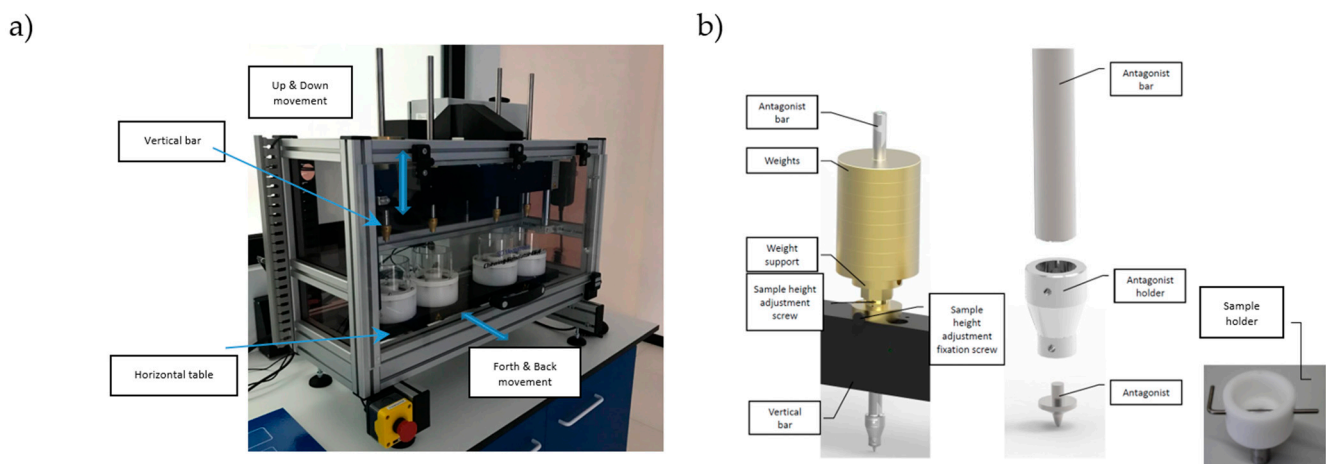 a)
Up & Down
movement
Vertical bar
Horizontal table
Forth & Back
movement
b)
Antagonist
bar
Weights
Weight
support
Sample height
adjustment
screw
Sample
height
adjustment
fixation screw
Vertical
bar
Antagonist
bar
Antagonist
holder
Antagonist
Sample
holder